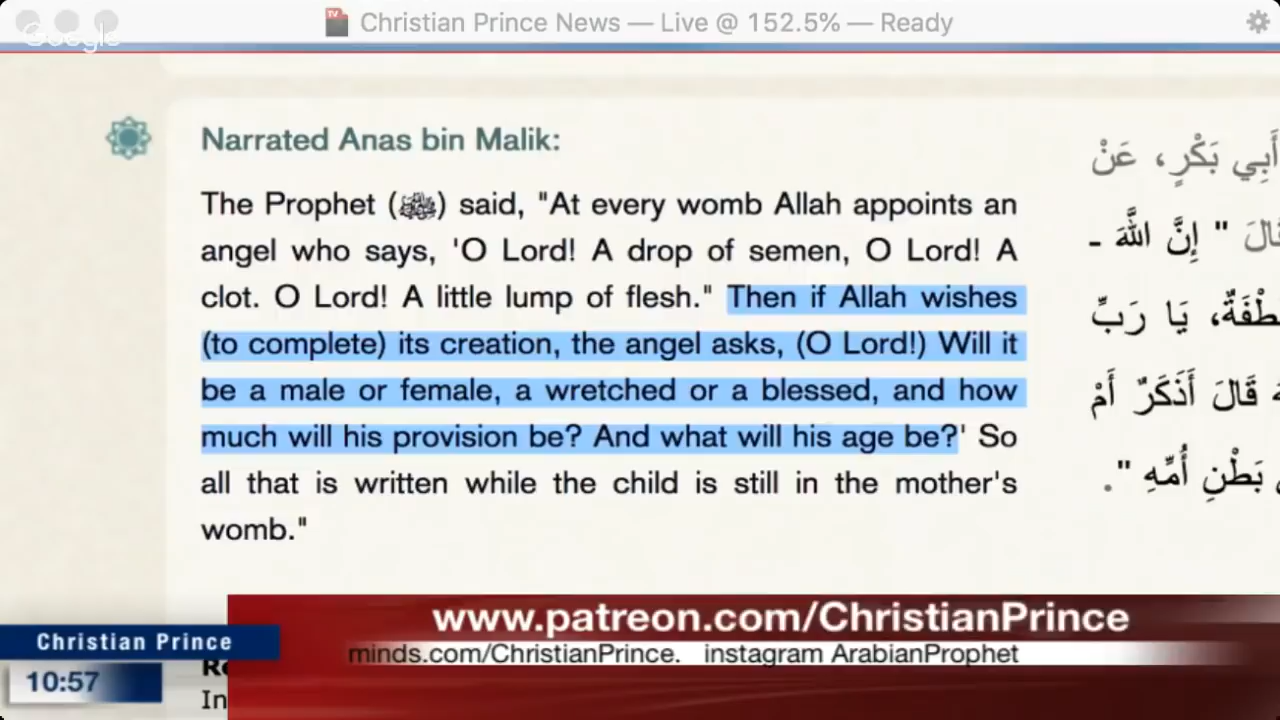 Christian Prince News — Live @ 152.5% — Ready
Google
Narrated Anas bin Malik:
The Prophet (ﷺ) said, "At every womb Allah appoints an
angel who says, 'O Lord! A drop of semen, O Lord! A
clot. O Lord! A little lump of flesh." Then if Allah wishes
(to complete) its creation, the angel asks, (O Lord!) Will it
be a male or female, a wretched or a blessed, and how
much will his provision be? And what will his age be?' So
all that is written while the child is still in the mother's
womb."
أَبِي بَكْرٍ، عَنْ
قَالَ " إِنَّ اللَّهَ ـ
يَا رَبِّ
قَالَ أَذَكَرٌ أَمْ
بَطْنِ أُمِّهِ ".
www.patreon.com/ChristianPrince
minds.com/ChristianPrince. instagram ArabianProphet
Christian Prince
10:57
In